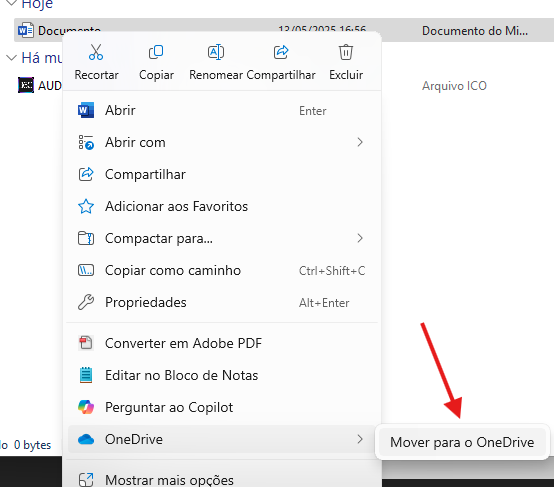 Hoje
Documento 13/05/2025 16:56 Documento do Mi...
Há mu
AUD Arquivo ICO
Recortar Copiar Renomear Compartilhar Excluir
Abrir Enter
Abrir com
Compartilhar
Adicionar aos Favoritos
Compactar para...
Copiar como caminho Ctrl+Shift+C
Propriedades Alt+Enter
Converter em Adobe PDF
Editar no Bloco de Notas
Perguntar ao Copilot
OneDrive
Mover para o OneDrive
do 0 bytes
Mostrar mais opções